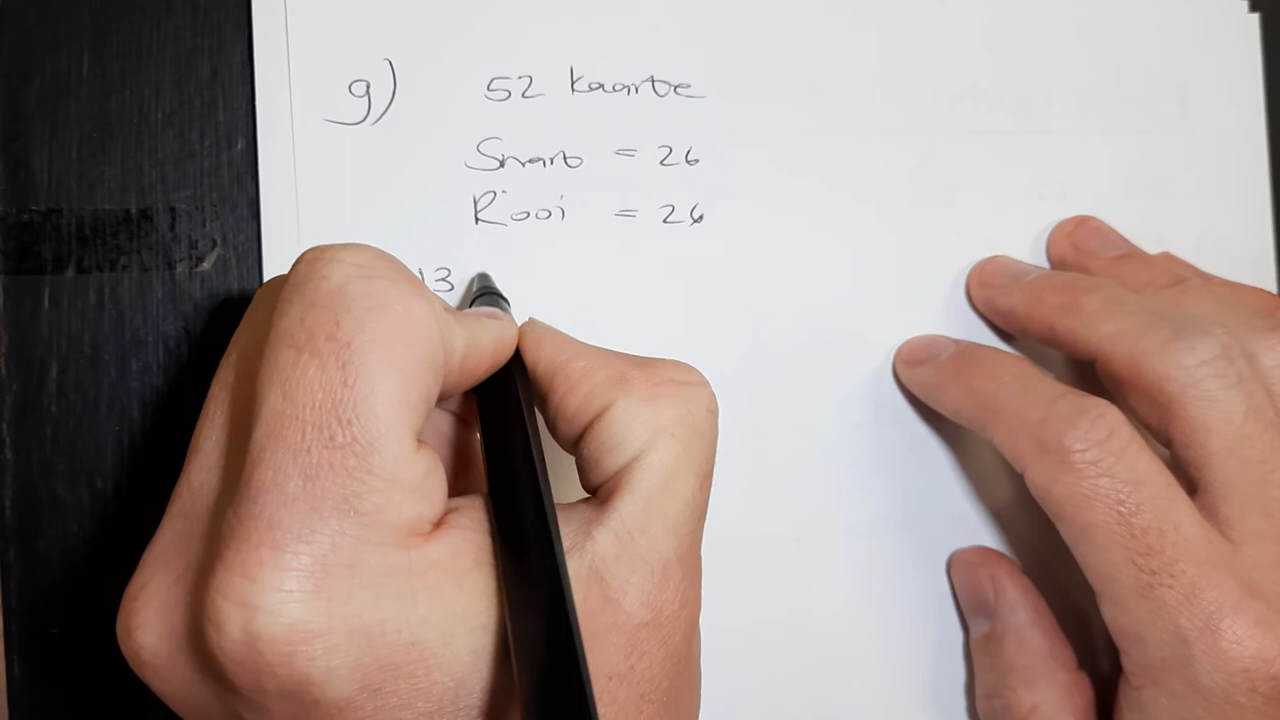 g) 52 kaarte
Swart = 26
Rooi = 26
13